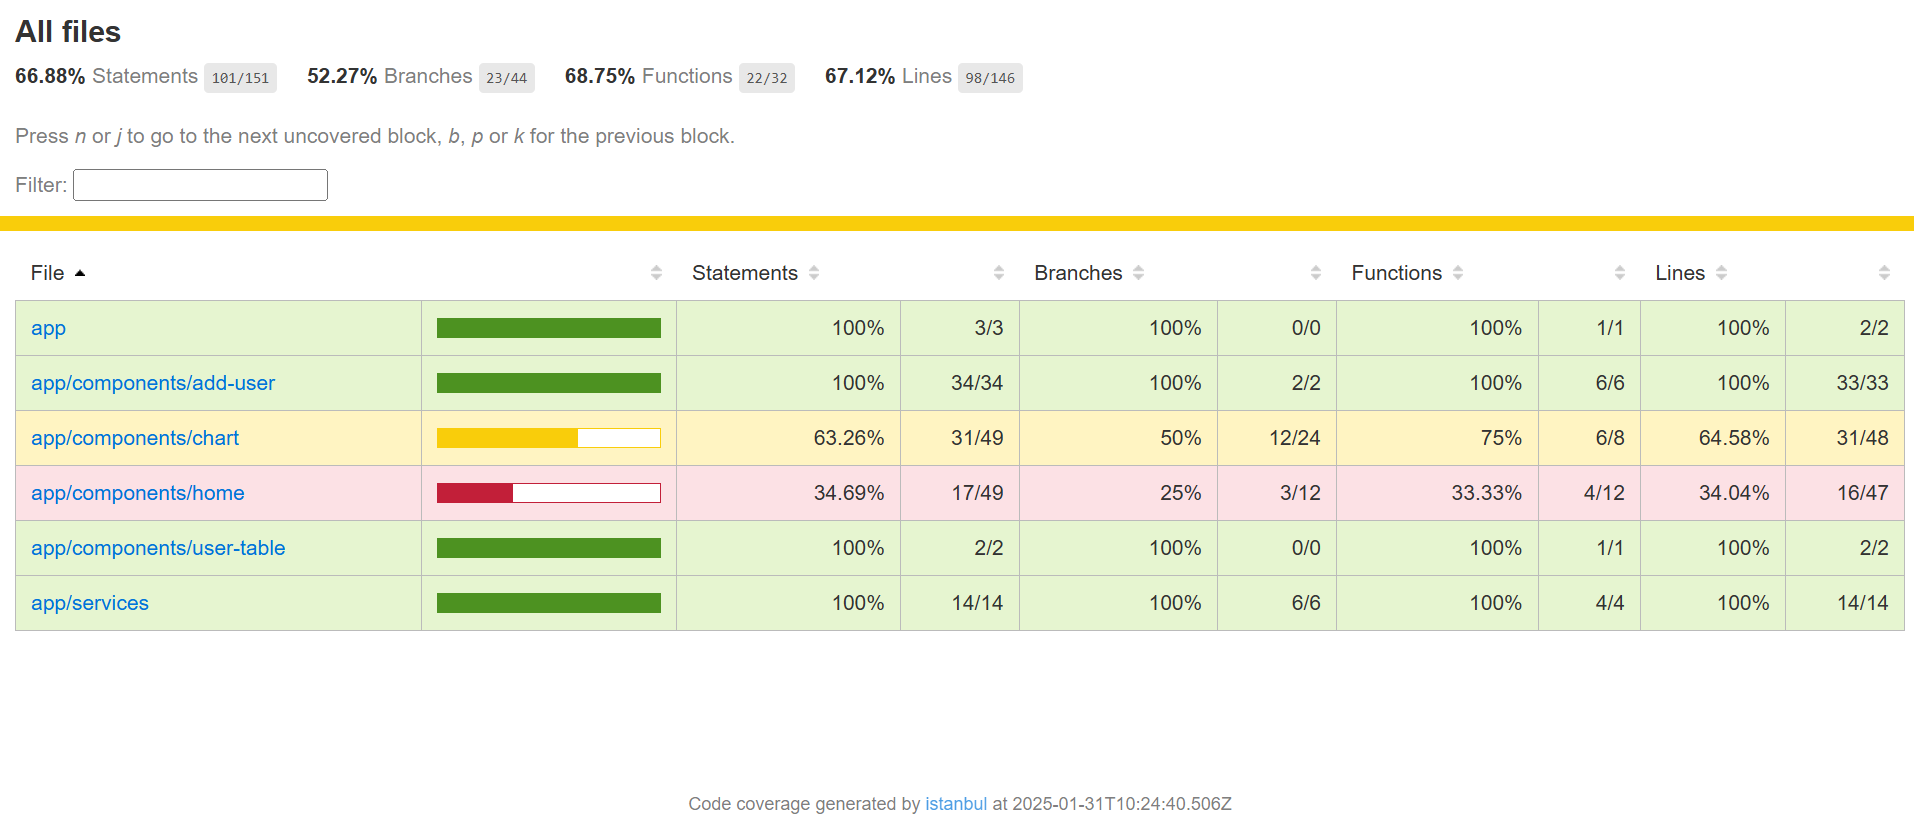 All files
66.88% Statements 101/151 52.27% Branches 23/44 68.75% Functions 22/32 67.12% Lines 98/146
Press n or j to go to the next uncovered block, b, p or k for the previous block.
Filter:
File Statements Branches Functions Lines
app 100% 3/3 100% 0/0 100% 1/1 100% 2/2
app/components/add-user 100% 34/34 100% 2/2 100% 6/6 100% 33/33
app/components/chart 63.26% 31/49 50% 12/24 75% 6/8 64.58% 31/48
app/components/home 34.69% 17/49 25% 3/12 33.33% 4/12 34.04% 16/47
app/components/user-table 100% 2/2 100% 0/0 100% 1/1 100% 2/2
app/services 100% 14/14 100% 6/6 100% 4/4 100% 14/14
Code coverage generated by istanbul at 2025-01-31T10:24:40.506Z